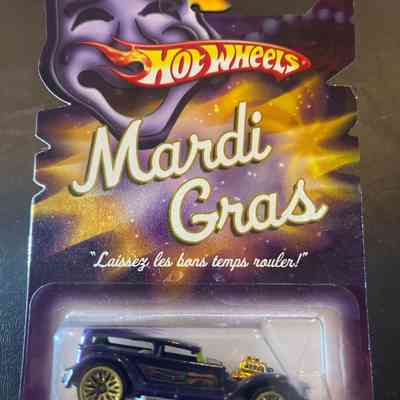 HOT WHEELS
Mardi
Gras
"Laissez les bons temps rouler!"